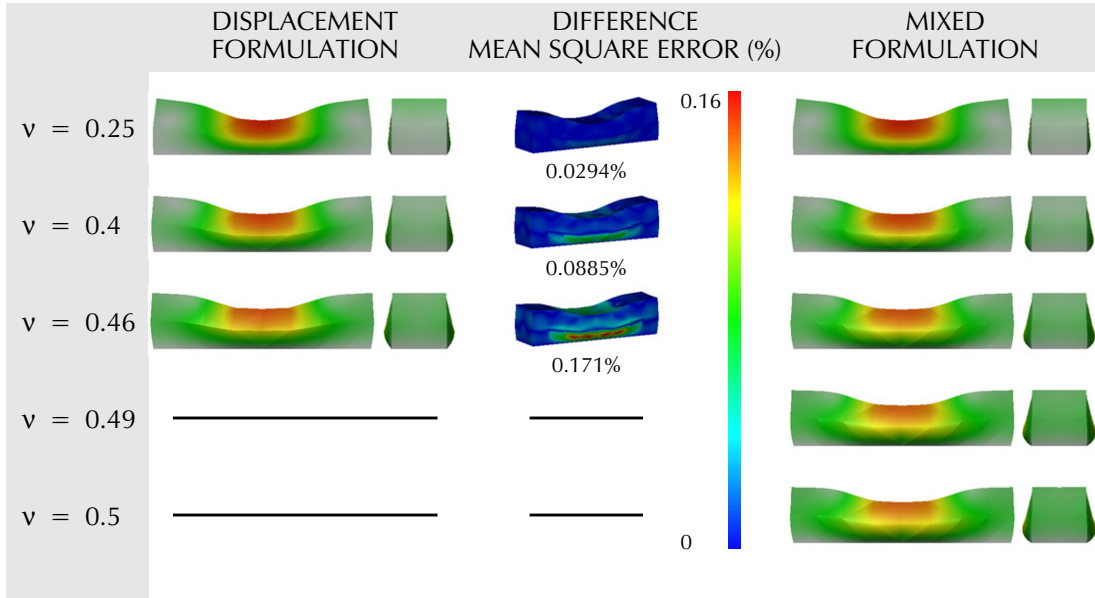 DISPLACEMENT
FORMULATION
DIFFERENCE
MEAN SQUARE ERROR (%)
MIXED
FORMULATION
ν = 0.25
0.0294%
0.16
ν = 0.4
0.0885%
ν = 0.46
0.171%
ν = 0.49
ν = 0.5
0